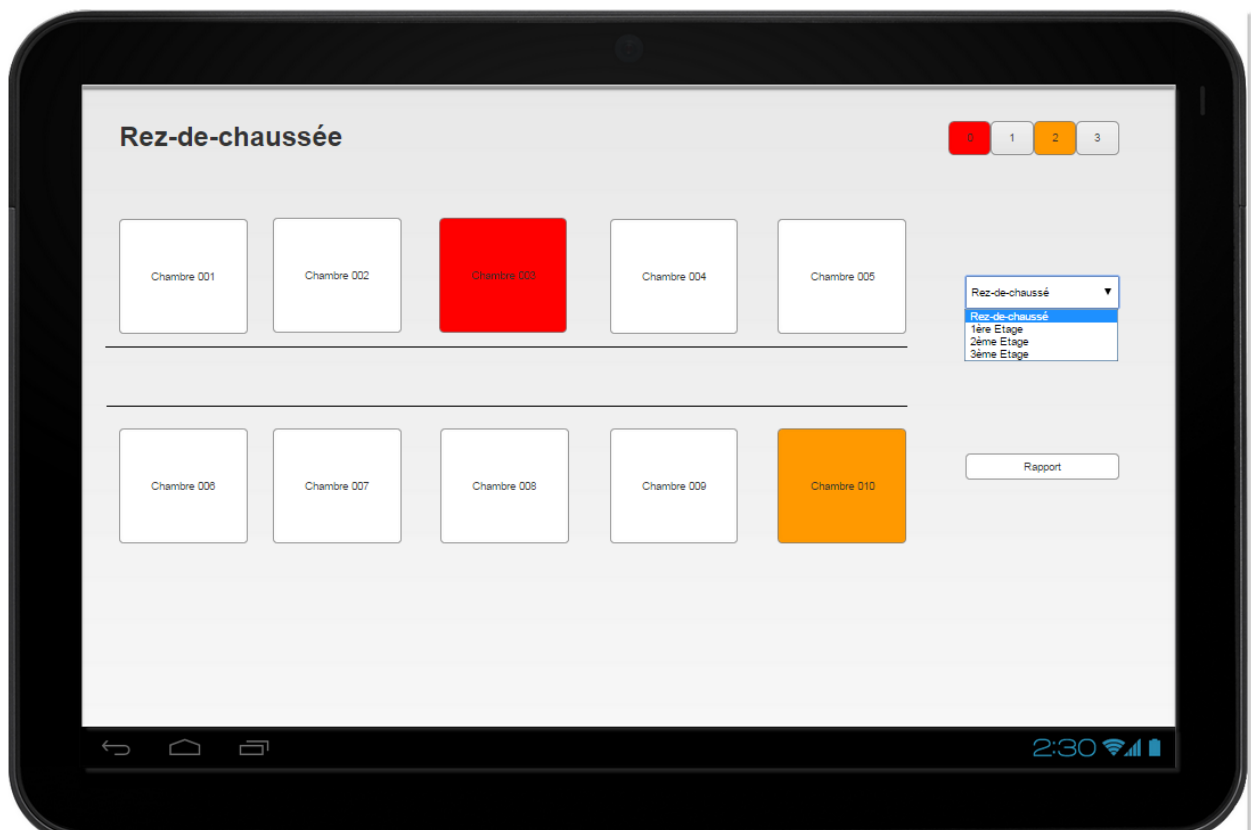 Rez-de-chaussée
0 1 2 3
Chambre 001 Chambre 002 Chambre 003 Chambre 004 Chambre 005
Rez-de-chaussé
Rez-de-chaussé
1ère Etage
2ème Etage
3ème Etage
Chambre 006 Chambre 007 Chambre 008 Chambre 009 Chambre 010
Rapport
2:30